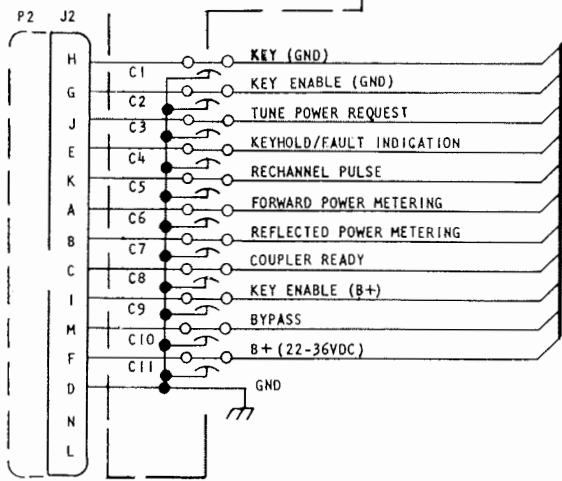 P2 J2
H KEY (GND)
C1
G KEY ENABLE (GND)
C2
J TUNE POWER REQUEST
C3
E KEYHOLD/FAULT INDICATION
C4
K RECHANNEL PULSE
C5
A FORWARD POWER METERING
C6
B REFLECTED POWER METERING
C7
C COUPLER READY
C8
I KEY ENABLE (B+)
C9
M BYPASS
C10
F B+ (22-36VDC)
C11
D GND
N
L